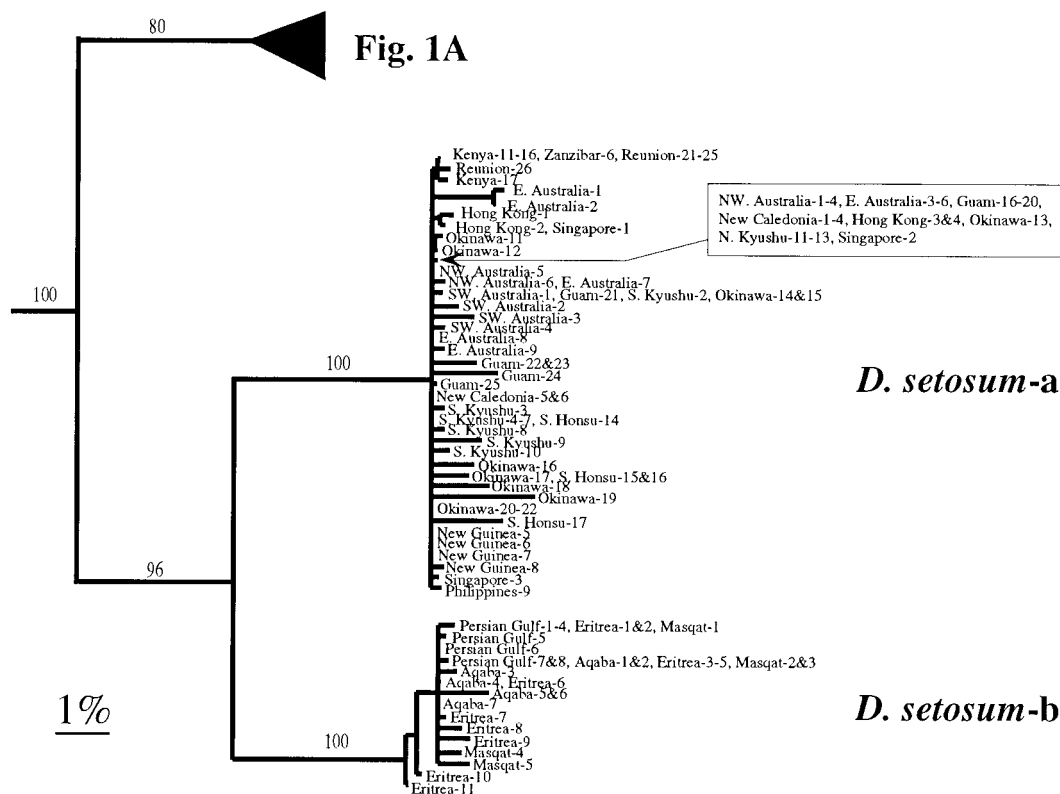 80
Fig. 1A
Kenya-11-16, Zanzibar-6, Reunion-21-25
Reunion-26
Kenya-17
E. Australia-1
E. Australia-2
NW. Australia-1-4, E. Australia-3-6, Guam-16-20,
New Caledonia-1-4, Hong Kong-3&4, Okinawa-13,
N. Kyushu-11-13, Singapore-2
Hong Kong-1
Hong Kong-2, Singapore-1
Okinawa-11
Okinawa-12
NW. Australia-5
NW. Australia-6, E. Australia-7
SW. Australia-1, Guam-21, S. Kyushu-2, Okinawa-14&15
100
SW. Australia-2
SW. Australia-3
SW. Australia-4
E. Australia-8
E. Australia-9
100
Guam-22&23
Guam-24
D. setosum-a
Guam-25
New Caledonia-5&6
S. Kyushu-3
S. Kyushu-4-7, S. Honsu-14
S. Kyushu-8
S. Kyushu-9
S. Kyushu-10
Okinawa-16
Okinawa-17, S. Honsu-15&16
Okinawa-18
Okinawa-19
Okinawa-20-22
S. Honsu-17
New Guinea-5
New Guinea-6
New Guinea-7
New Guinea-8
96
Singapore-3
Philippines-9
Persian Gulf-1-4, Eritrea-1&2, Masqat-1
Persian Gulf-5
Persian Gulf-6
Persian Gulf-7&8, Aqaba-1&2, Eritrea-3-5, Masqat-2&3
Aqaba-3
Aqaba-4, Eritrea-6
Aqaba-5&6
Aqaba-7
1%
D. setosum-b
Eritrea-7
Eritrea-8
Eritrea-9
100
Masqat-4
Masqat-5
Eritrea-10
Eritrea-11